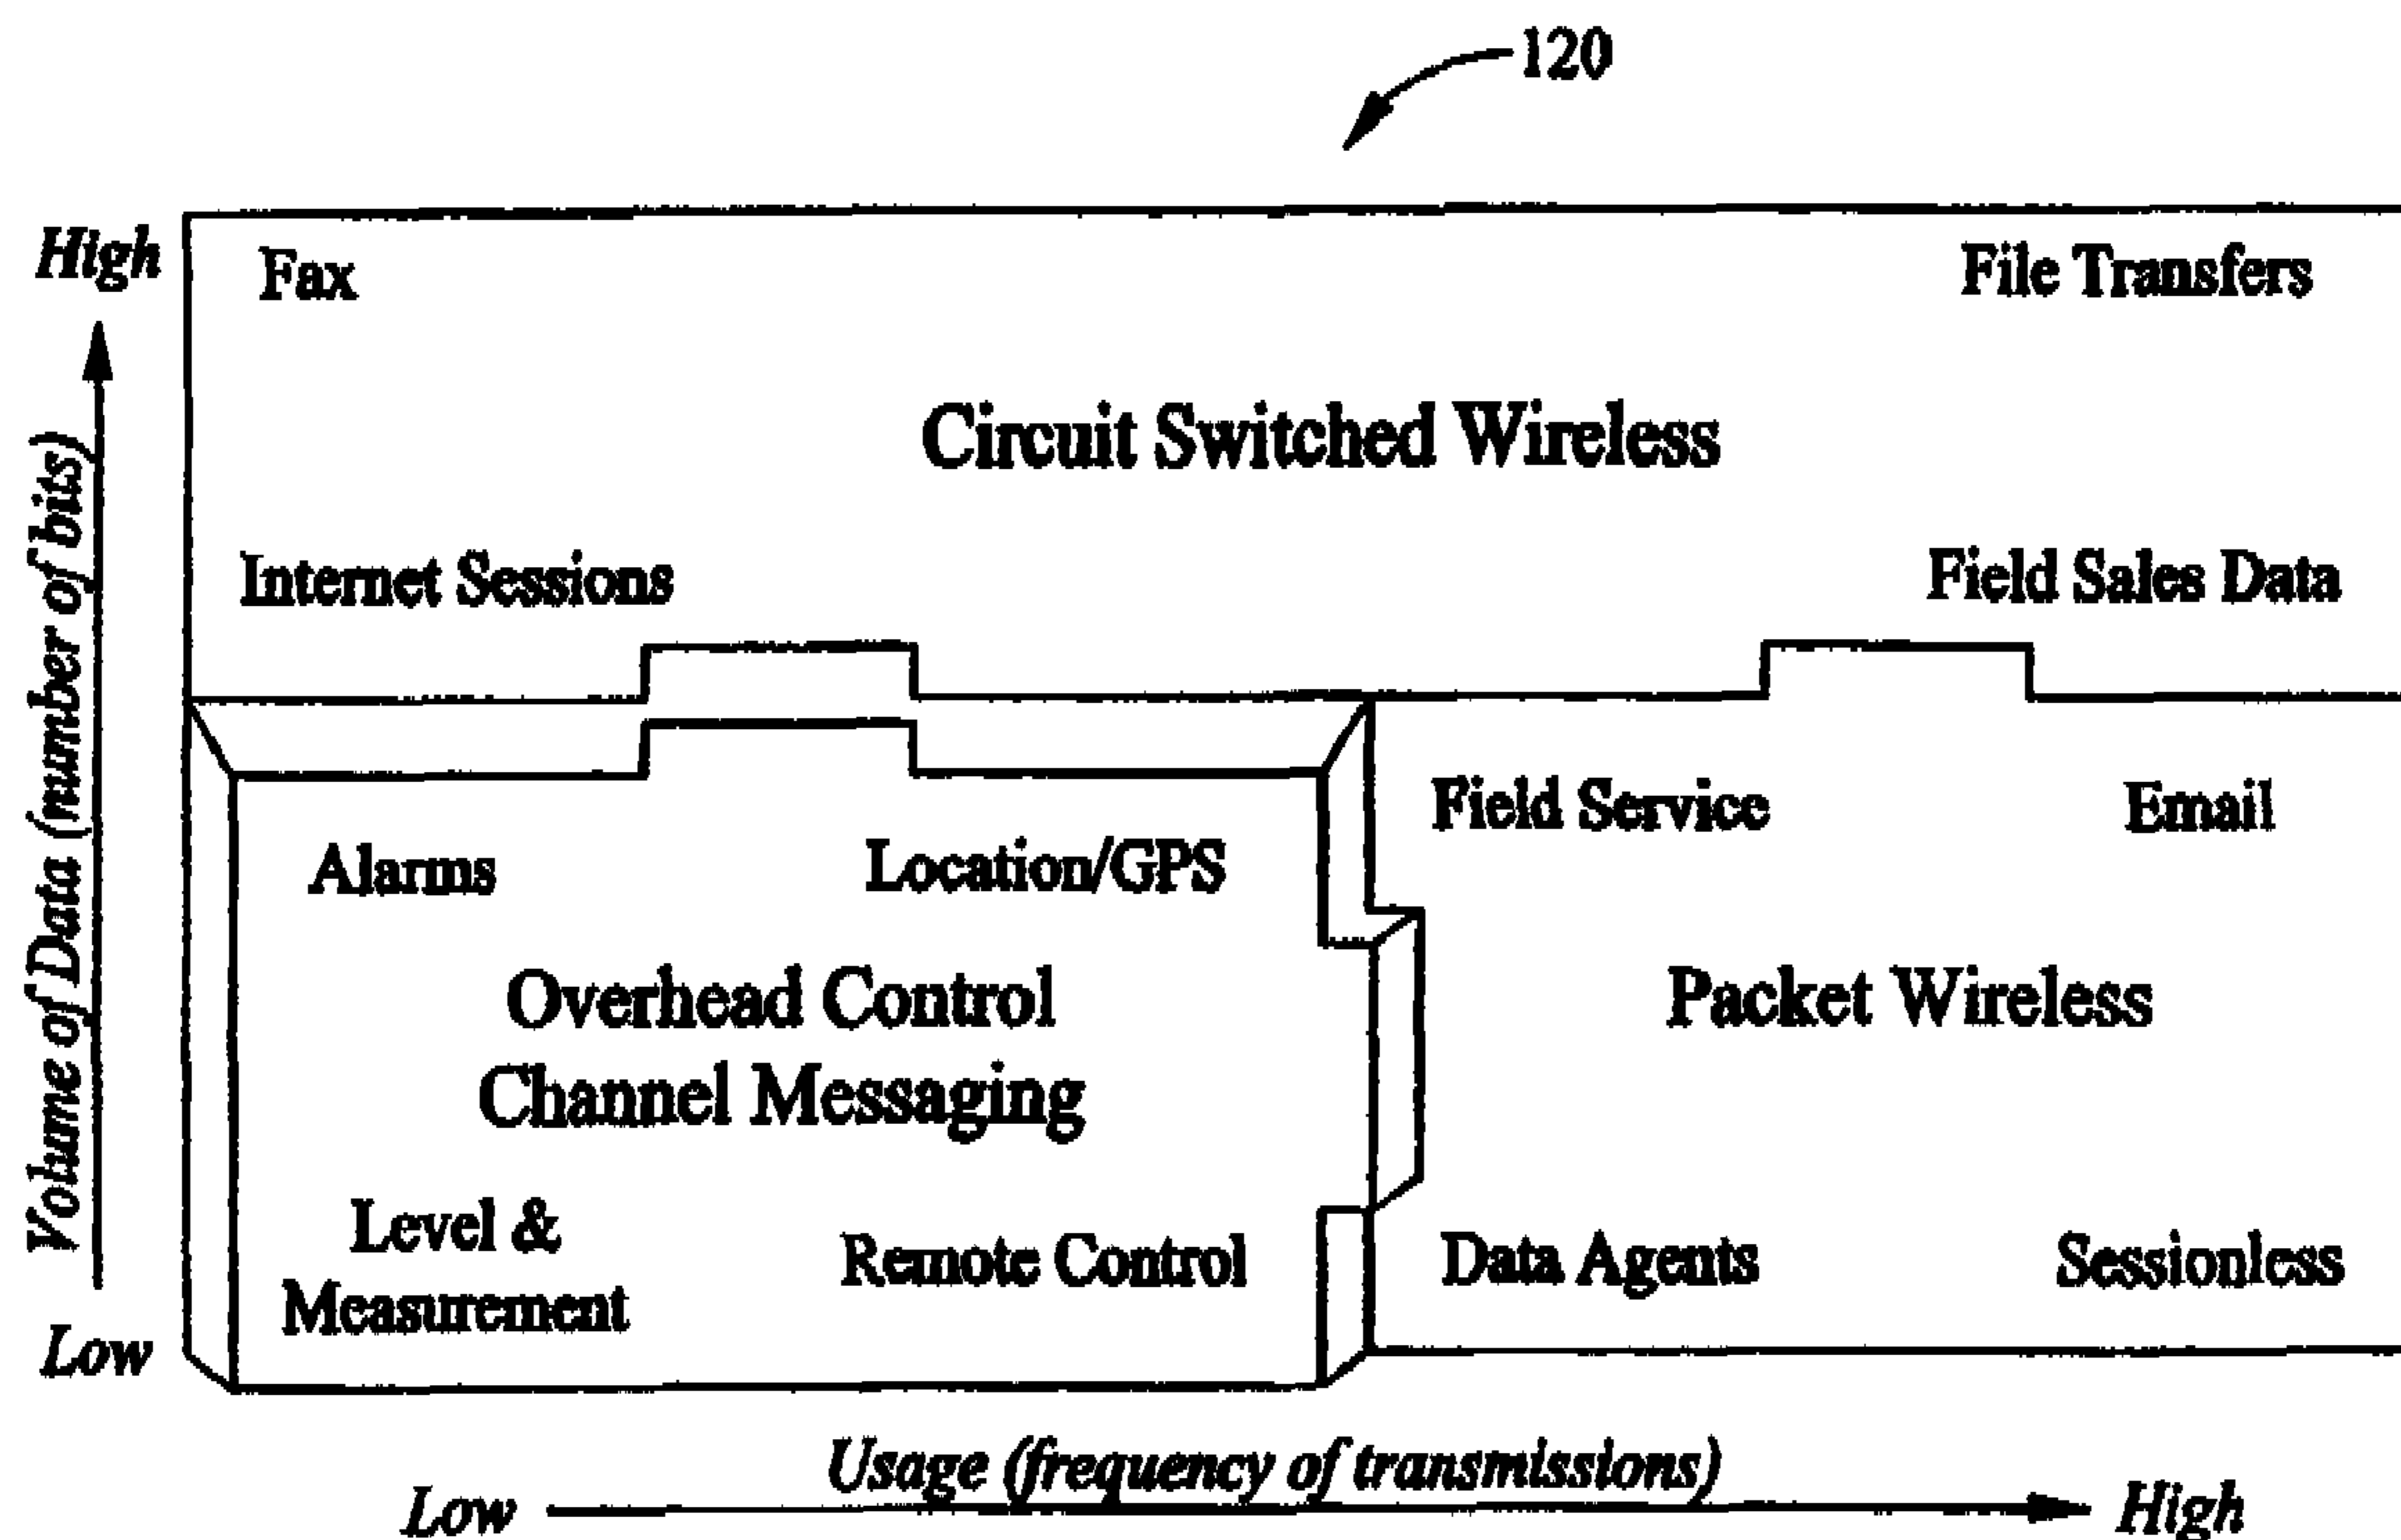 120
High
Fax
File Transfers
Circuit Switched Wireless
Internet Sessions
Field Sales Data
Volume of Data (number of bits)
Field Service
Email
Alarms
Location/GPS
Overhead Control
Channel Messaging
Packet Wireless
Level &
Measurement
Remote Control
Data Agents
Sessionless
Low
Usage (frequency of transmissions)
Low
High